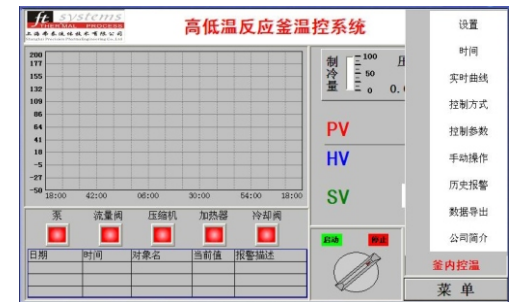 ft systems
THERMAL PROCESS
高低温反应釜温控系统
200
177
155
132
109
86
64
41
18
-5
-27
-50
18:00 42:00 06:00 30:00 54:00 18:00
制冷量
100
50
0
0.
PV
HV
SV
泵 流量阀 压缩机 加热器 冷却阀
日期 时间 对象名 当前值 报警描述
启动 停止
设置
时间
实时曲线
控制方式
控制参数
手动操作
历史报警
数据导出
公司简介
釜内控温
菜 单